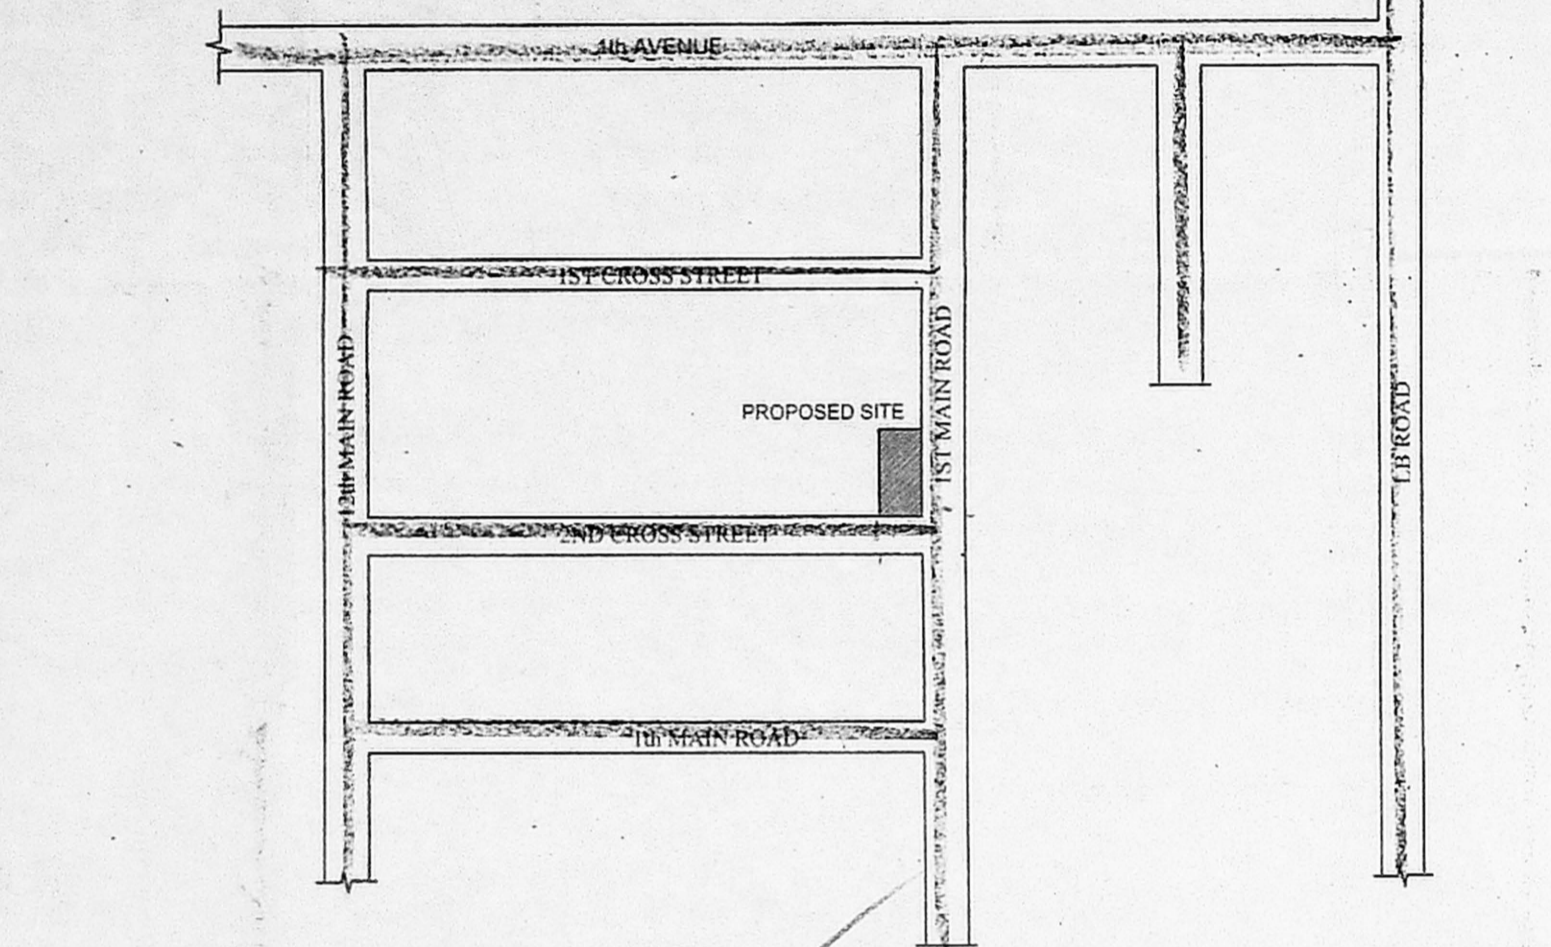 4th AVENUE
1ST CROSS STREET
12th MAIN ROAD
1ST MAIN ROAD
PROPOSED SITE
LB ROAD
2ND CROSS STREET
1th MAIN ROAD